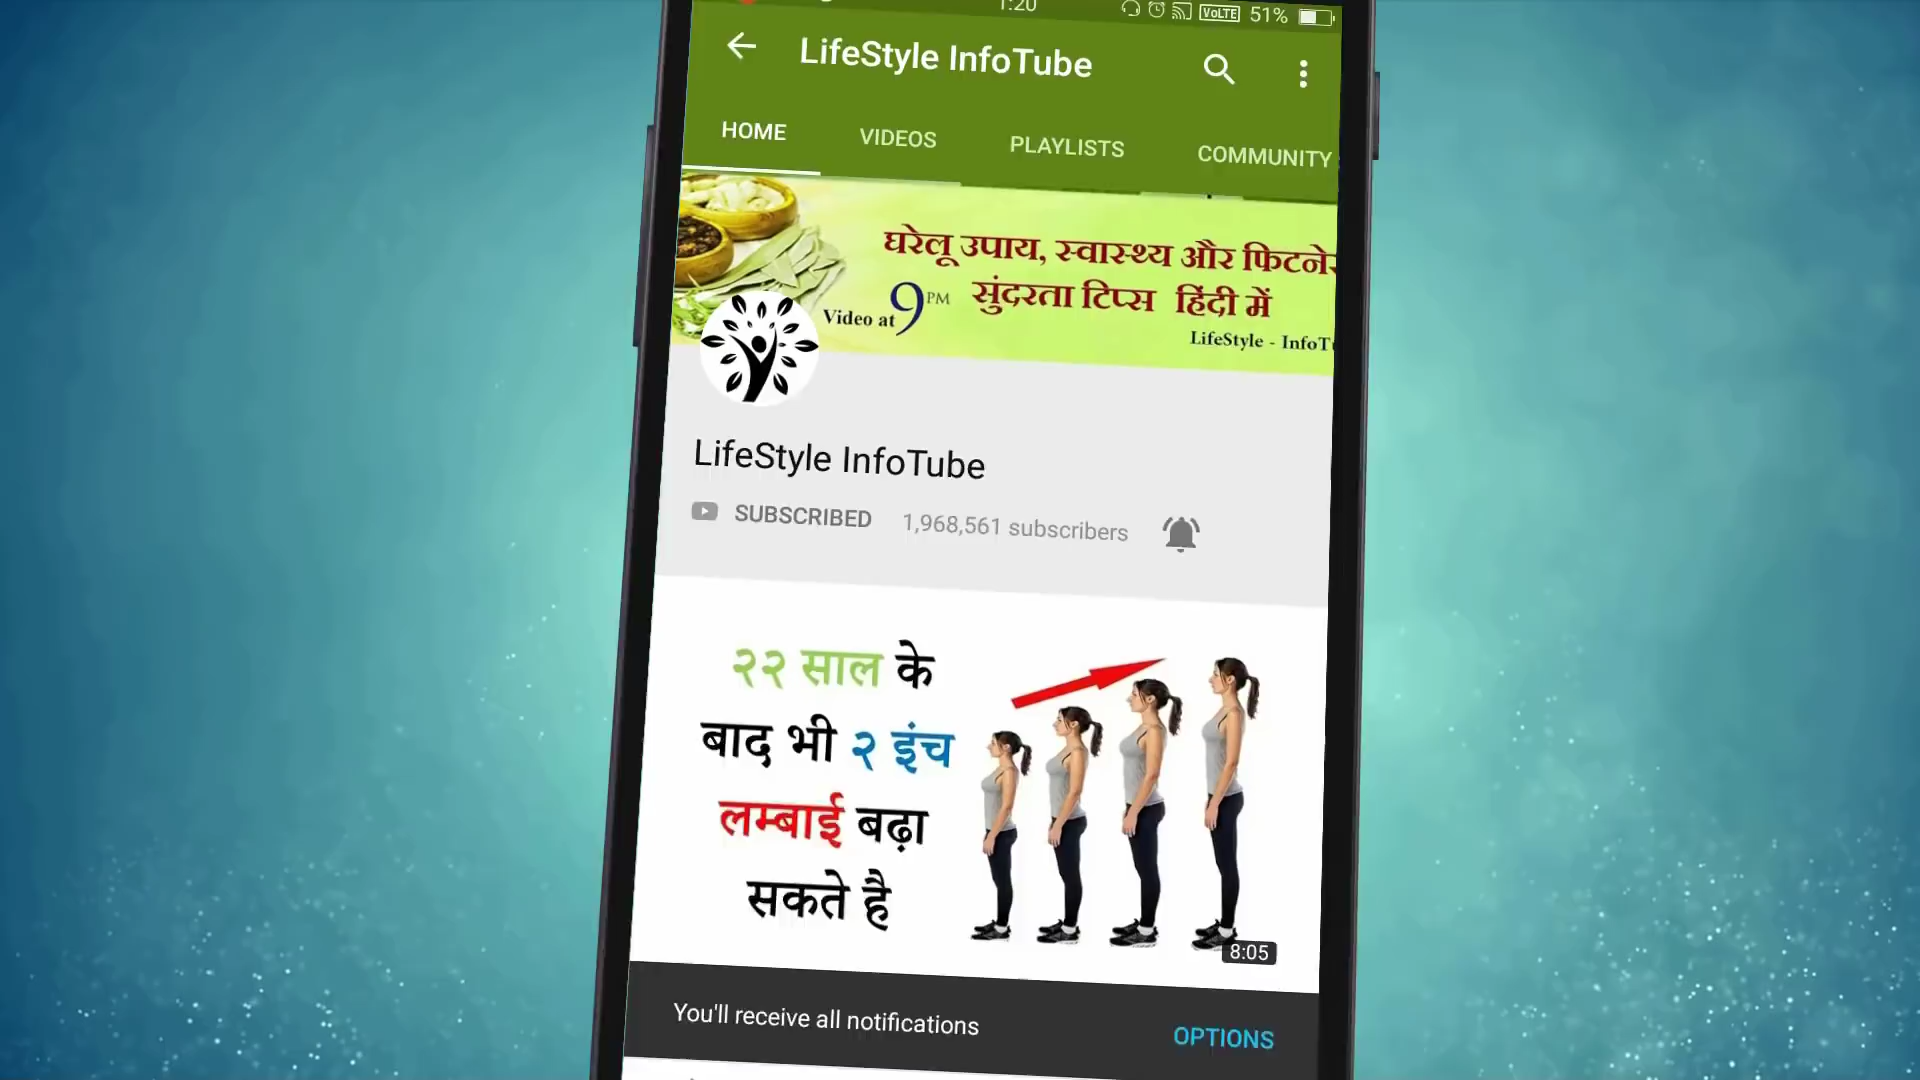 1:20
VoLTE 51%
LifeStyle InfoTube
HOME VIDEOS PLAYLISTS COMMUNITY
घरेलू उपाय, स्वास्थ्य और
सुंदरता टिप्स हिंदी में
Video at 9 PM
LifeStyle -
LifeStyle InfoTube
SUBSCRIBED 1,968,561 subscribers
२२ साल के
बाद भी २ इंच
लम्बाई बढ़ा
सकते है
8:05
You'll receive all notifications OPTIONS